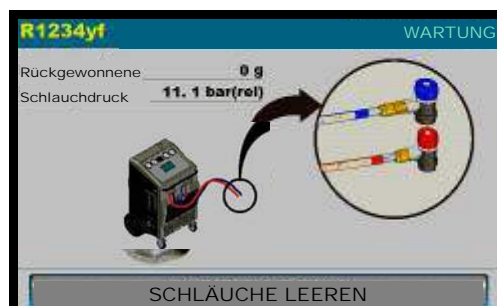 R1234yf WARTUNG
Rückgewonnene 0 g
Schlauchdruck 11. 1 bar(rel)
SCHLÄUCHE LEEREN